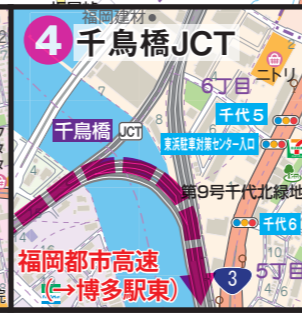 福岡建材
④千鳥橋JCT
ニトリ
6丁目
8
千代5
千鳥橋 JCT
東浜駐車対策センター入口
7
第9号千代北緑地
千代6
福岡都市高速
(→博多駅東)
3
5丁目